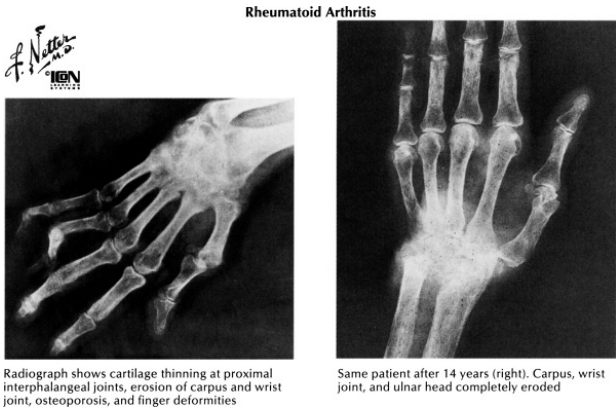 Rheumatoid Arthritis
F. Netter
M.D.
© ICON
LEARNING
SYSTEMS
Radiograph shows cartilage thinning at proximal
interphalangeal joints, erosion of carpus and wrist
joint, osteoporosis, and finger deformities
Same patient after 14 years (right). Carpus, wrist
joint, and ulnar head completely eroded